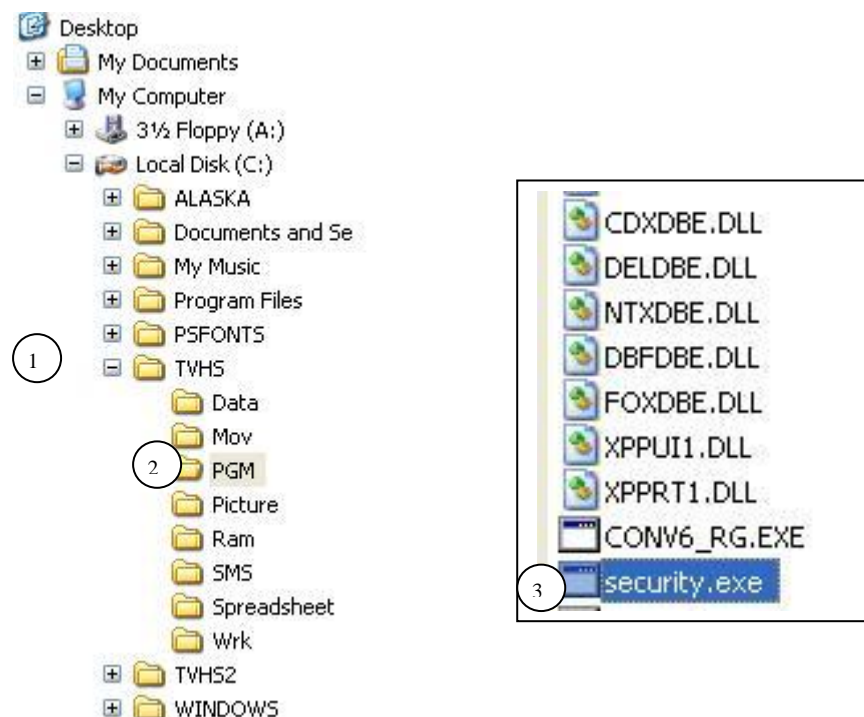 Desktop
My Documents
My Computer
3½ Floppy (A:)
Local Disk (C:)
ALASKA
Documents and Se
My Music
Program Files
PSFONTS
1
TVHS
Data
Mov
2
PGM
Picture
Ram
SMS
Spreadsheet
Wrk
TVHS2
WINDOWS
CDXDBE.DLL
DELDBE.DLL
NTXDBE.DLL
DBFDBE.DLL
FOXDBE.DLL
XPPUI1.DLL
XPPRT1.DLL
CONV6_RG.EXE
3
security.exe